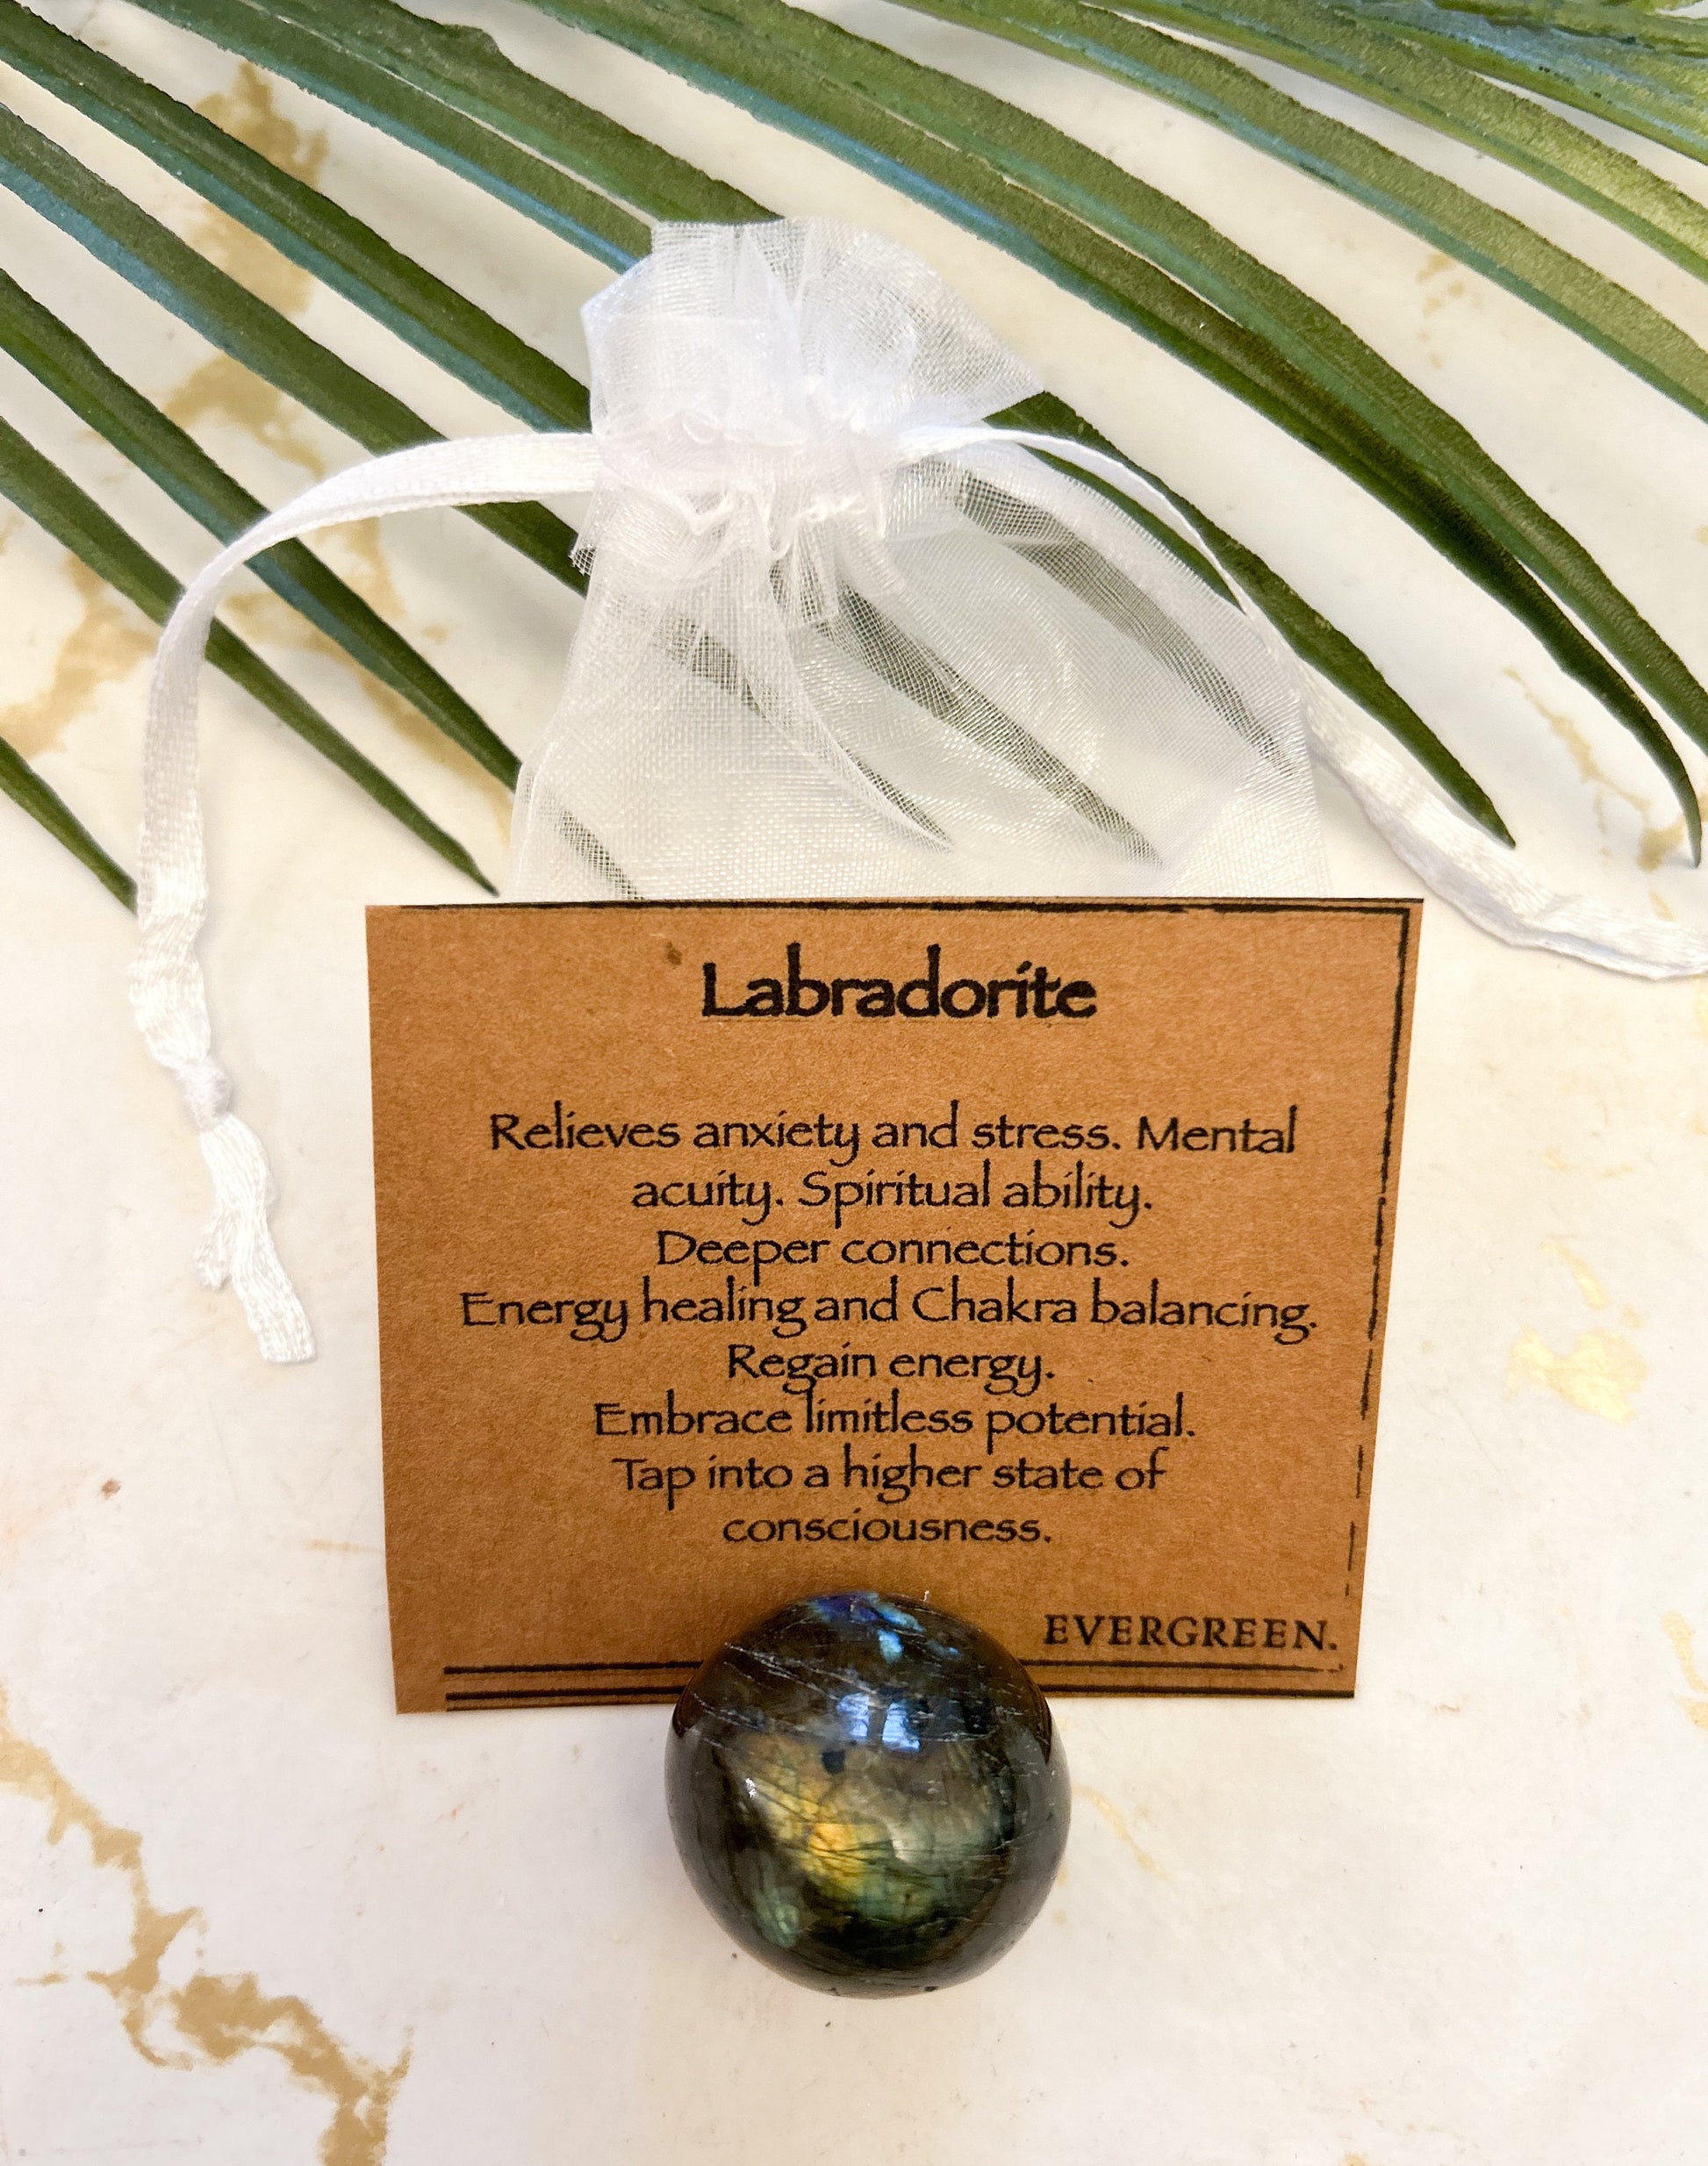 Labradorite
Relieves anxiety and stress. Mental
acuity. Spiritual ability.
Deeper connections.
Energy healing and Chakra balancing.
Regain energy.
Embrace limitless potential.
Tap into a higher state of
consciousness.
EVERGREEN.